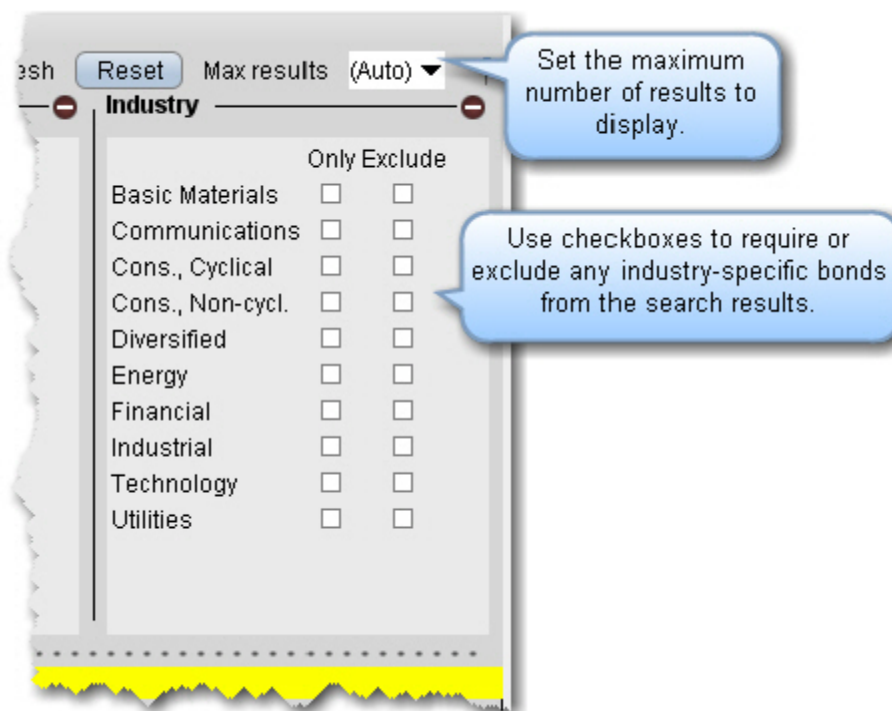 esh Reset Max results (Auto)
Set the maximum
number of results to
display.
Industry
Only Exclude
Basic Materials
Communications
Cons., Cyclical
Cons., Non-cycl.
Diversified
Energy
Financial
Industrial
Technology
Utilities
Use checkboxes to require or
exclude any industry-specific bonds
from the search results.